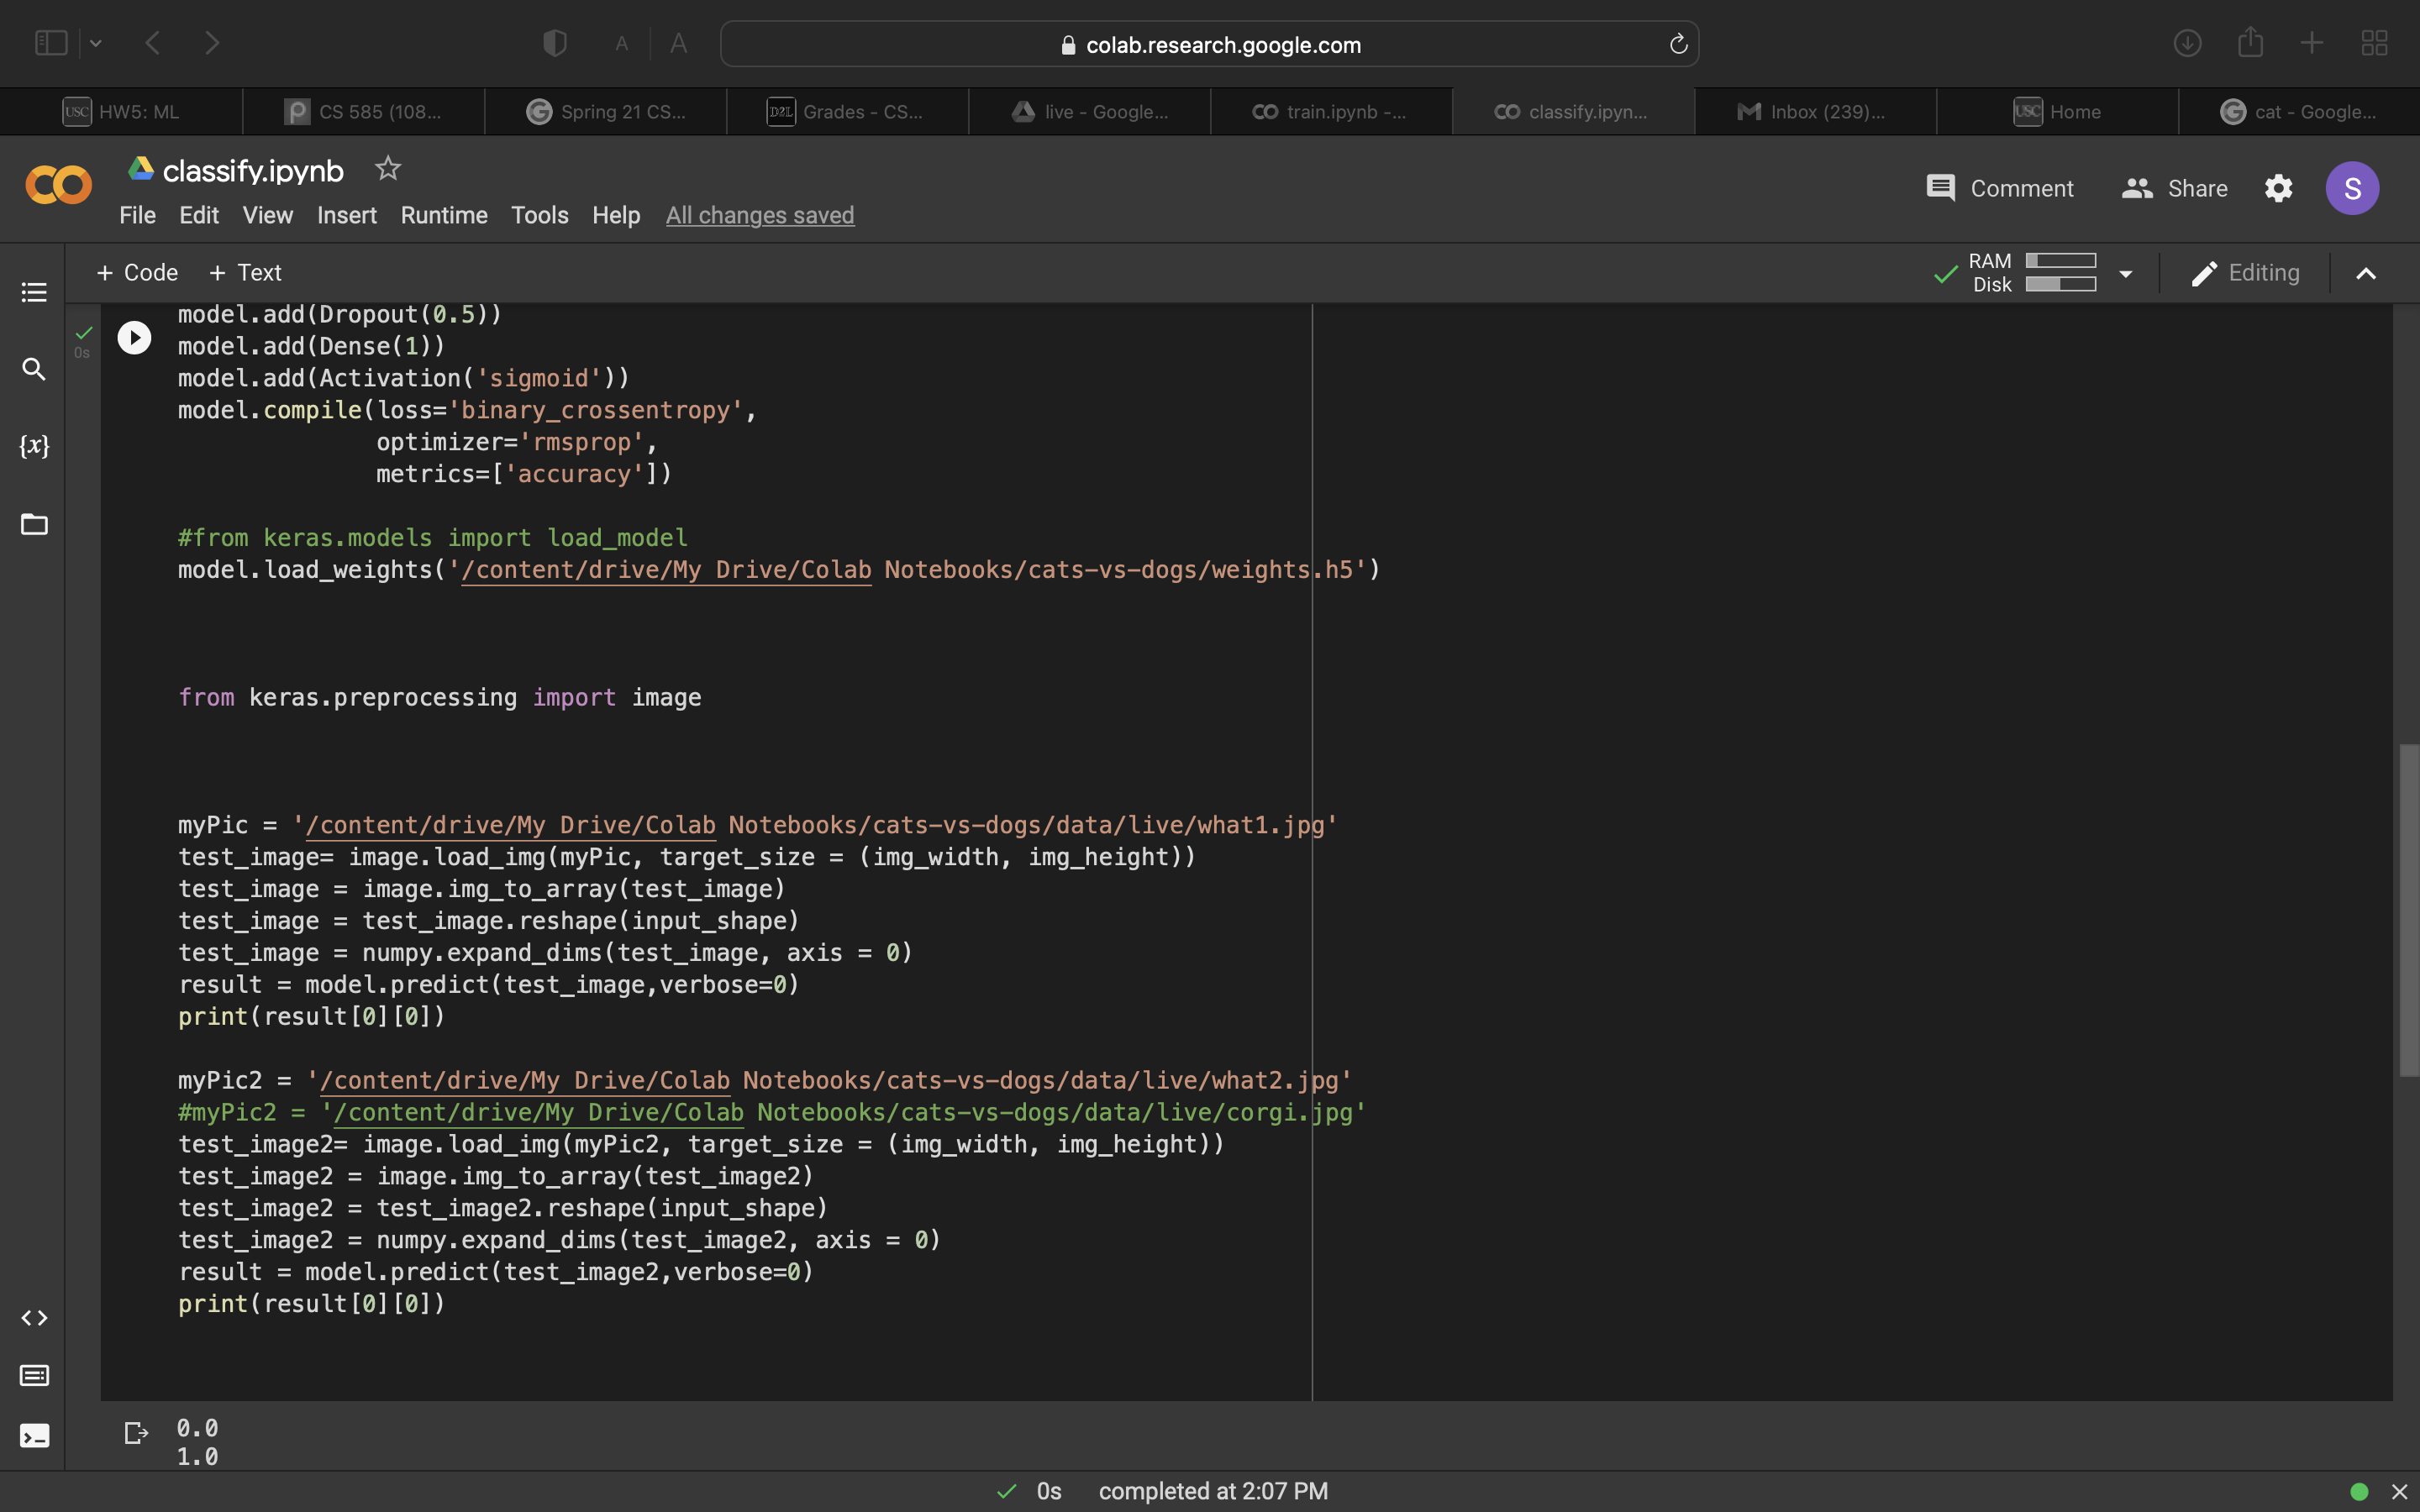 A A colab.research.google.com
USC HW5: ML
P CS 585 (108...
G Spring 21 CS...
D2L Grades - CS...
live - Google...
CO train.ipynb -...
CO classify.ipyn...
M Inbox (239)...
USC Home
G cat - Google...
CO classify.ipynb
Comment Share S
File Edit View Insert Runtime Tools Help All changes saved
+ Code + Text
RAM
Disk
Editing
{x}
0s
model.add(Dropout(0.5))
model.add(Dense(1))
model.add(Activation('sigmoid'))
model.compile(loss='binary_crossentropy',
              optimizer='rmsprop',
              metrics=['accuracy'])
#from keras.models import load_model
model.load_weights('/content/drive/My Drive/Colab Notebooks/cats-vs-dogs/weights.h5')
from keras.preprocessing import image
myPic = '/content/drive/My Drive/Colab Notebooks/cats-vs-dogs/data/live/what1.jpg'
test_image= image.load_img(myPic, target_size = (img_width, img_height))
test_image = image.img_to_array(test_image)
test_image = test_image.reshape(input_shape)
test_image = numpy.expand_dims(test_image, axis = 0)
result = model.predict(test_image,verbose=0)
print(result[0][0])
myPic2 = '/content/drive/My Drive/Colab Notebooks/cats-vs-dogs/data/live/what2.jpg'
#myPic2 = '/content/drive/My Drive/Colab Notebooks/cats-vs-dogs/data/live/corgi.jpg'
test_image2= image.load_img(myPic2, target_size = (img_width, img_height))
test_image2 = image.img_to_array(test_image2)
test_image2 = test_image2.reshape(input_shape)
test_image2 = numpy.expand_dims(test_image2, axis = 0)
result = model.predict(test_image2,verbose=0)
print(result[0][0])
0.0
1.0
0s completed at 2:07 PM